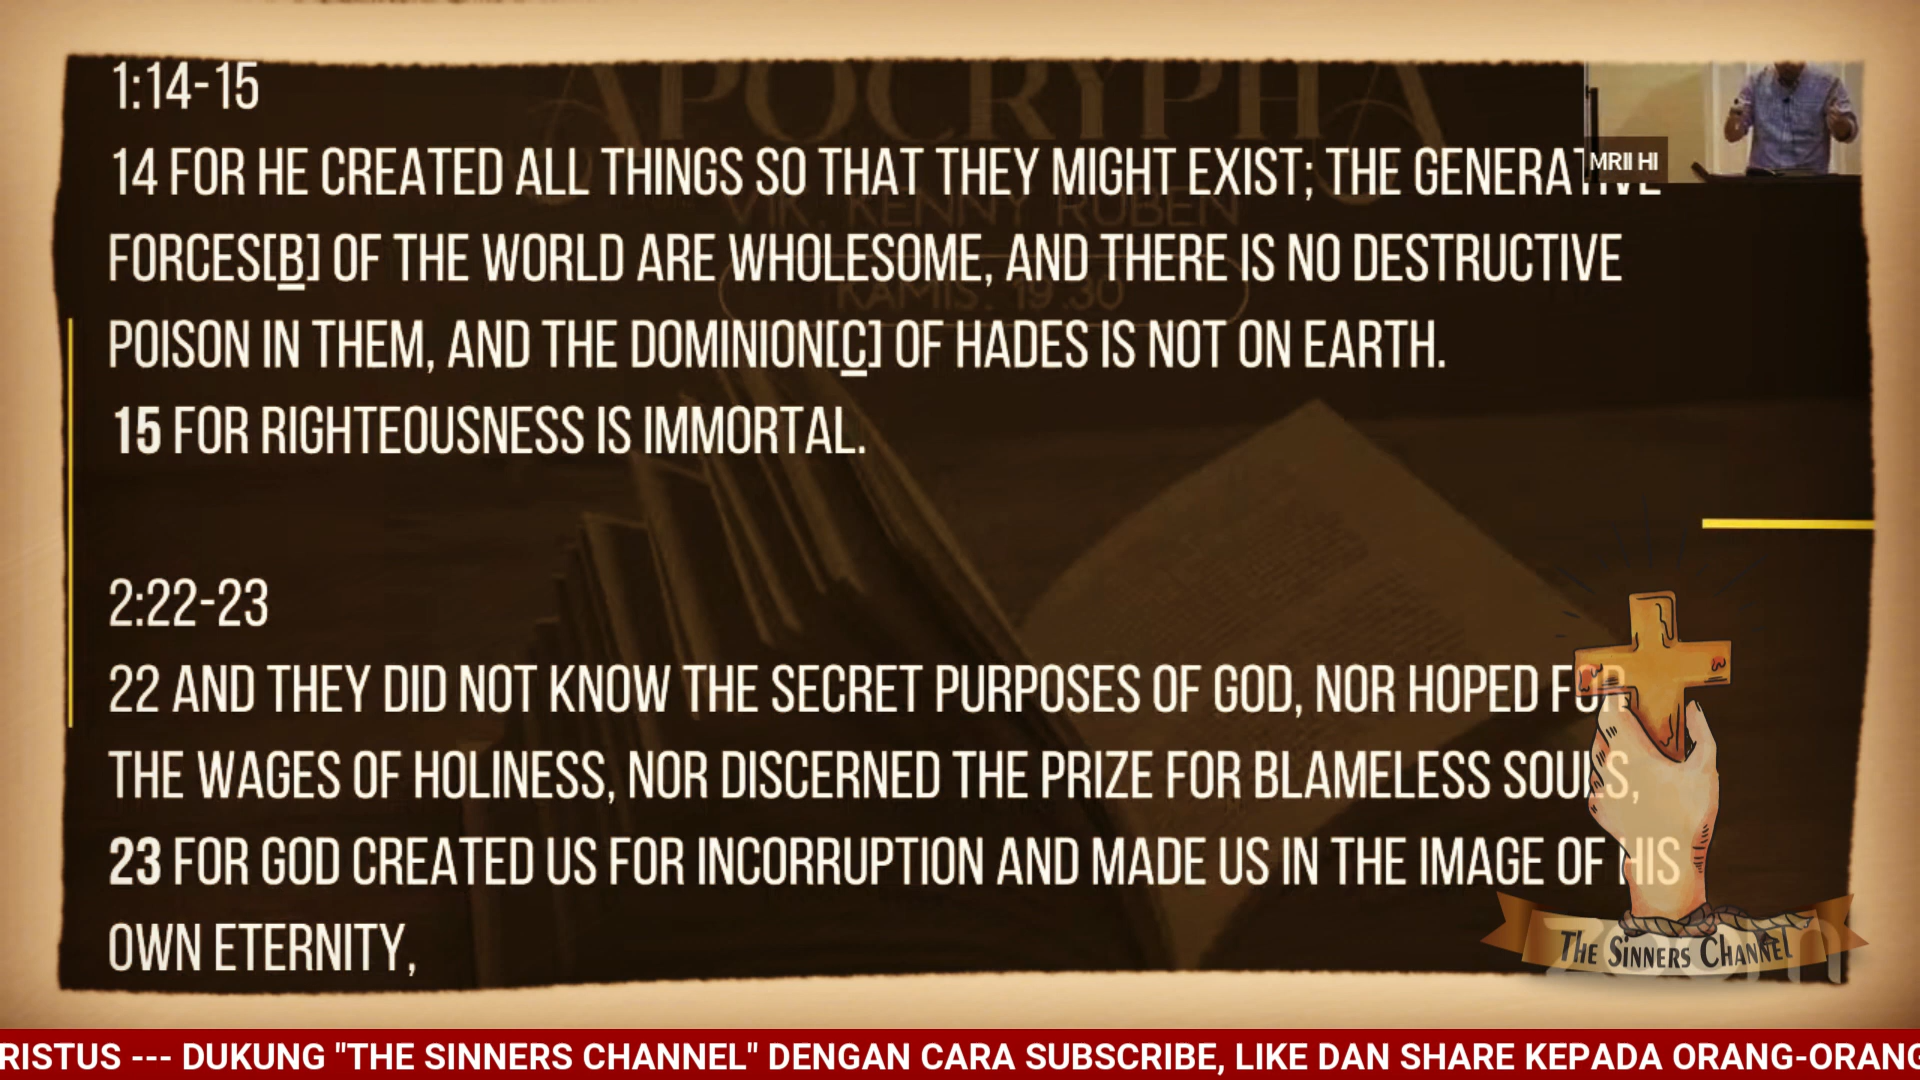 APOCRYPHA
VIK. KENNY RUBEN
KAMIS. 19.30
1:14-15
14 FOR HE CREATED ALL THINGS SO THAT THEY MIGHT EXIST; THE GENERATIVE
FORCES[B] OF THE WORLD ARE WHOLESOME, AND THERE IS NO DESTRUCTIVE
POISON IN THEM, AND THE DOMINION[C] OF HADES IS NOT ON EARTH.
15 FOR RIGHTEOUSNESS IS IMMORTAL.
2:22-23
22 AND THEY DID NOT KNOW THE SECRET PURPOSES OF GOD, NOR HOPED FOR
THE WAGES OF HOLINESS, NOR DISCERNED THE PRIZE FOR BLAMELESS SOULS,
23 FOR GOD CREATED US FOR INCORRUPTION AND MADE US IN THE IMAGE OF HIS
OWN ETERNITY,
MRII HI
THE SINNERS CHANNEL
zoom
RISTUS --- DUKUNG "THE SINNERS CHANNEL" DENGAN CARA SUBSCRIBE, LIKE DAN SHARE KEPADA ORANG-ORANG